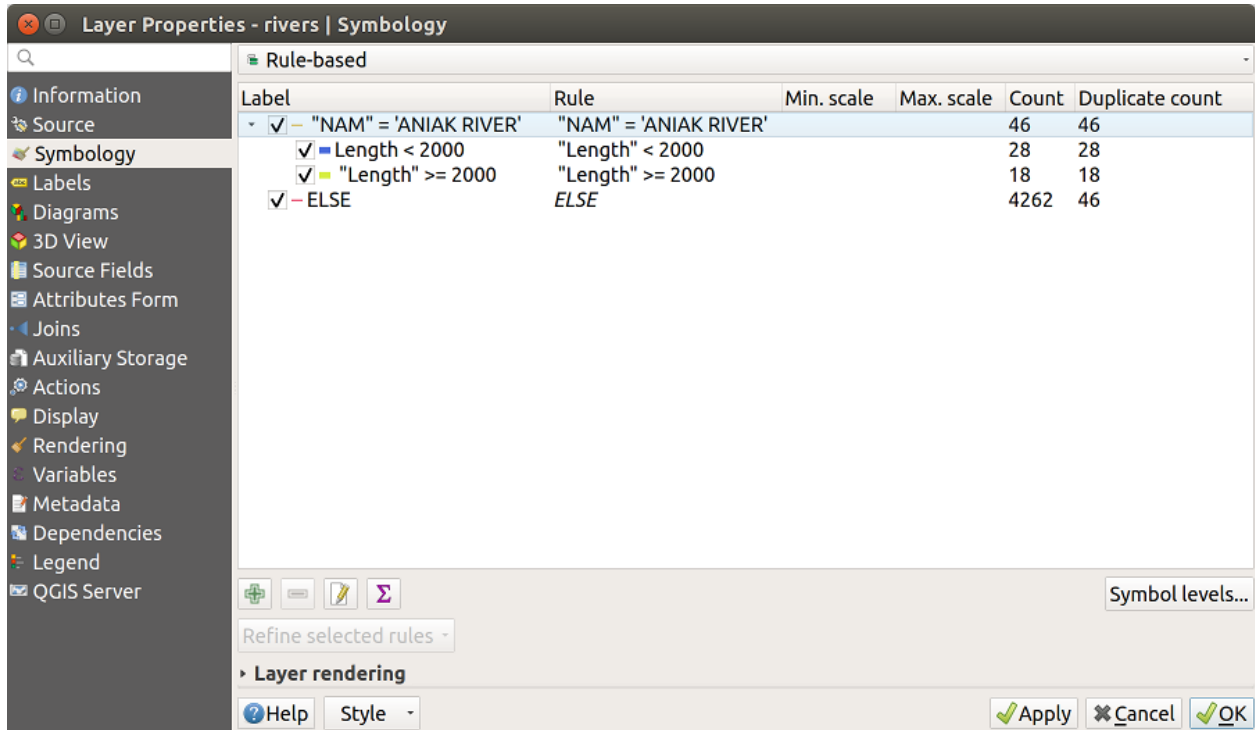 Layer Properties - rivers | Symbology
Rule-based
Information
Source
Symbology
Labels
Diagrams
3D View
Source Fields
Attributes Form
Joins
Auxiliary Storage
Actions
Display
Rendering
Variables
Metadata
Dependencies
Legend
QGIS Server
Label Rule Min. scale Max. scale Count Duplicate count
"NAM" = 'ANIAK RIVER' "NAM" = 'ANIAK RIVER' 46 46
Length < 2000 "Length" < 2000 28 28
"Length" >= 2000 "Length" >= 2000 18 18
ELSE ELSE 4262 46
Σ Symbol levels...
Refine selected rules
Layer rendering
Help Style Apply Cancel OK